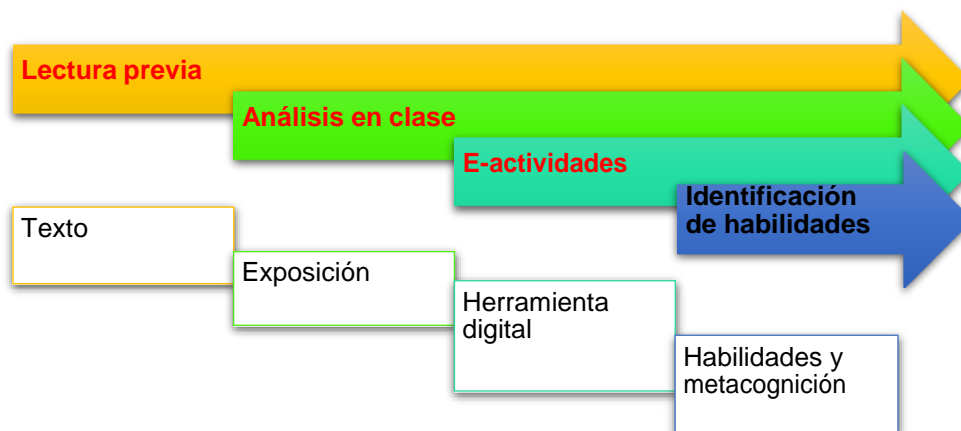 Lectura previa
Análisis en clase
E-actividades
Identificación
de habilidades
Texto
Exposición
Herramienta
digital
Habilidades y
metacognición